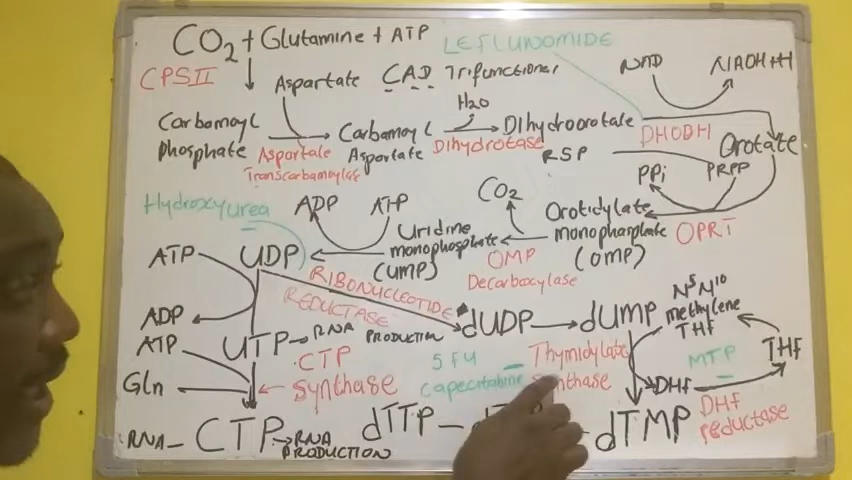 CO2 + Glutamine + ATP
LEFLUNOMIDE
CPSII
Aspartate
CAD Trifunctional
NAD
NADH+H
H2O
Carbamoyl
Phosphate
Aspartate
Transcarbamoylase
Carbamoyl
Aspartate
Dihydrotase
Dihydroorotate
DHODH
Orotate
RSP
PPi
PRPP
Hydroxyurea
ADP
ATP
CO2
Orotidylate
monophosphate
(OMP)
OPRT
Uridine
monophosphate
(UMP)
OMP
Decarboxylase
ATP
UDP
RIBONUCLEOTIDE
REDUCTASE
ADP
ATP
UTP
RNA PRODUCTION
dUDP
dUMP
N5N10
methylene
THF
CTP
Synthase
5FU
capecitabine
Thymidylate
Synthase
DHF
MTP
THF
Gln
RNA
CTP
RNA
PRODUCTION
dTTP
dTMP
DHF
reductase